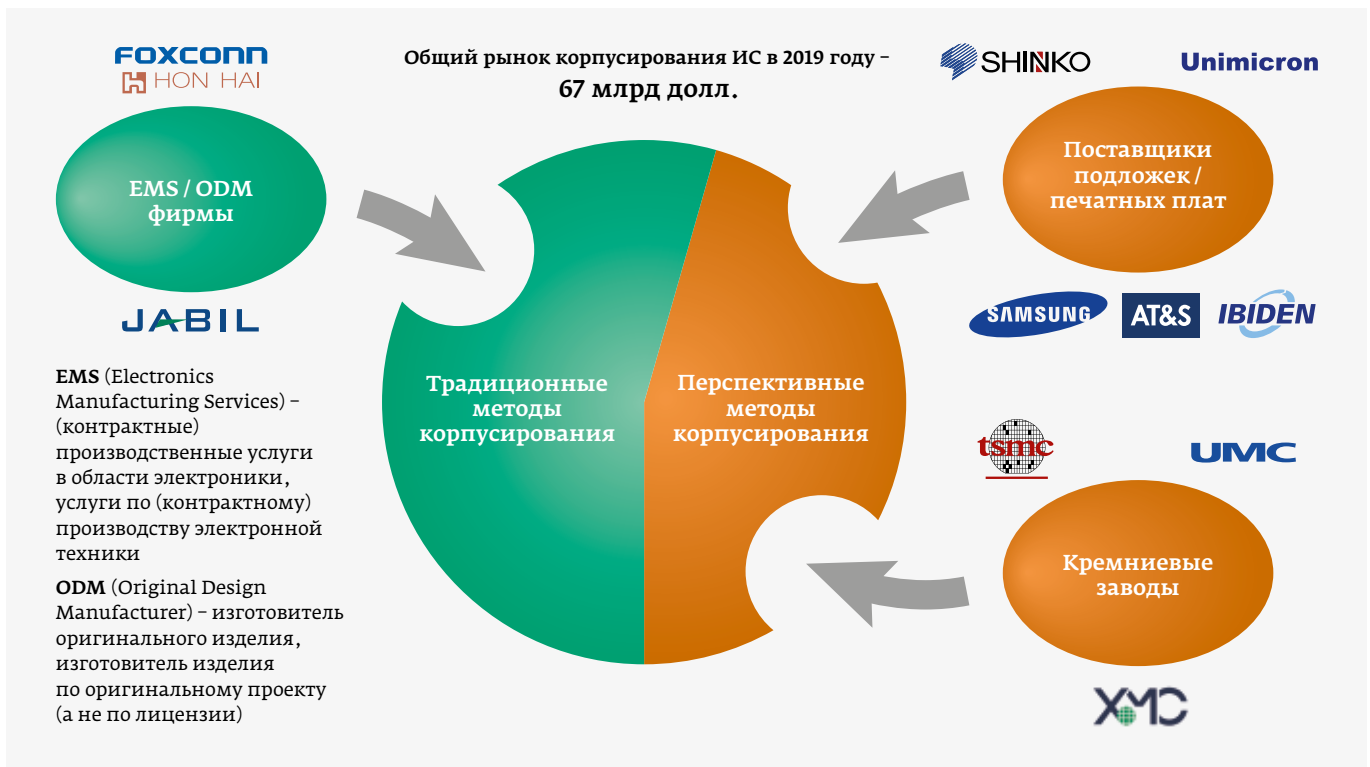 FOXCONN
HON HAI
EMS / ODM
фирмы
JABIL
EMS (Electronics
Manufacturing Services) –
(контрактные)
производственные услуги
в области электроники,
услуги по (контрактному)
производству электронной
техники
ODM (Original Design
Manufacturer) – изготовитель
оригинального изделия,
изготовитель изделия
по оригинальному проекту
(а не по лицензии)
Общий рынок корпусирования ИС в 2019 году –
67 млрд долл.
Традиционные
методы
корпусирования
Перспективные
методы
корпусирования
SHINKO
Unimicron
Поставщики
подложек /
печатных плат
SAMSUNG
AT&S
IBIDEN
tsmc
UMC
Кремниевые
заводы
XMC